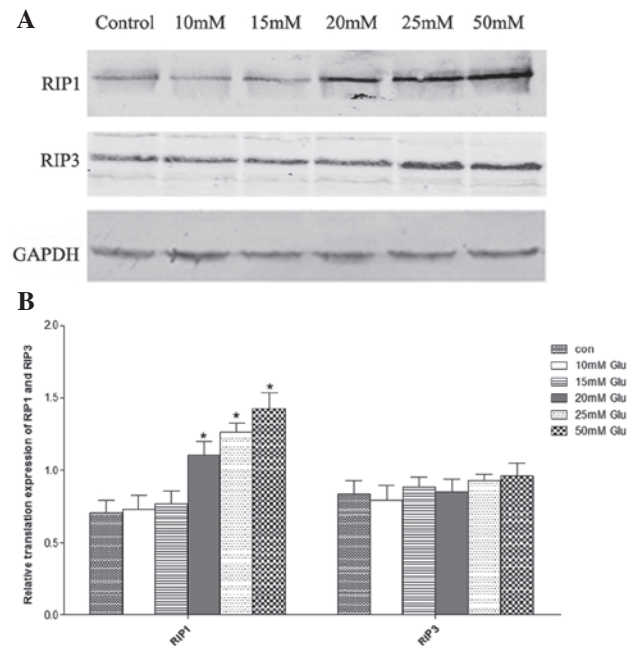 A
Control 10mM 15mM 20mM 25mM 50mM
RIP1
RIP3
GAPDH
B
Relative translation expression of RIP1 and RIP3
2.0
1.5
1.0
0.5
0.0
* * *
RIP1
RIP3
con
10mM Glu
15mM Glu
20mM Glu
25mM Glu
50mM Glu